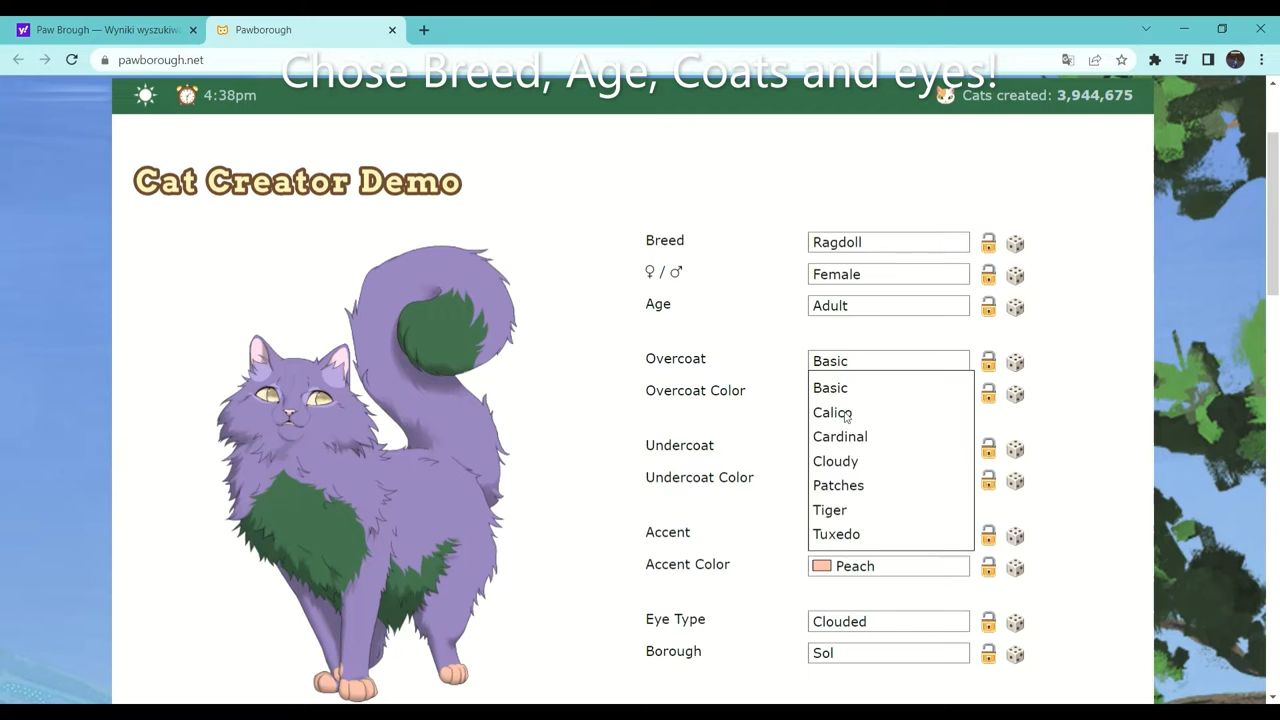 Paw Brough — Wyniki wyszukiw
Pawborough
pawborough.net
Chose Breed, Age, Coats and eyes!
4:38pm
Cats created: 3,944,675
Cat Creator Demo
Breed
Ragdoll
♀ / ♂
Female
Age
Adult
Overcoat
Basic
Overcoat Color
Basic
Calico
Cardinal
Cloudy
Patches
Tiger
Tuxedo
Undercoat
Undercoat Color
Accent
Accent Color
Peach
Eye Type
Clouded
Borough
Sol